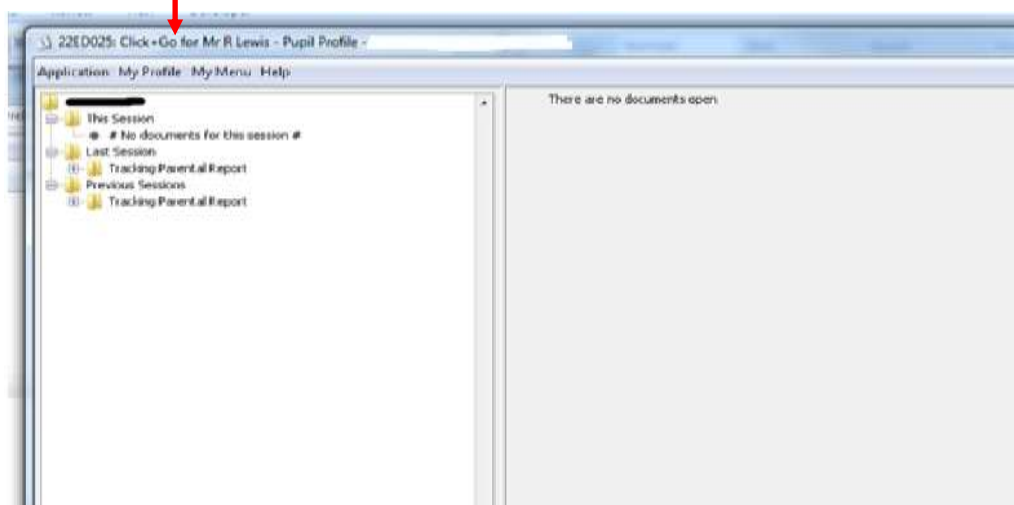 22ED025: Click+Go for Mr R Lewis - Pupil Profile -
Application My Profile My Menu Help
This Session
# No documents for this session #
Last Session
Tracking Parental Report
Previous Sessions
Tracking Parental Report
There are no documents open